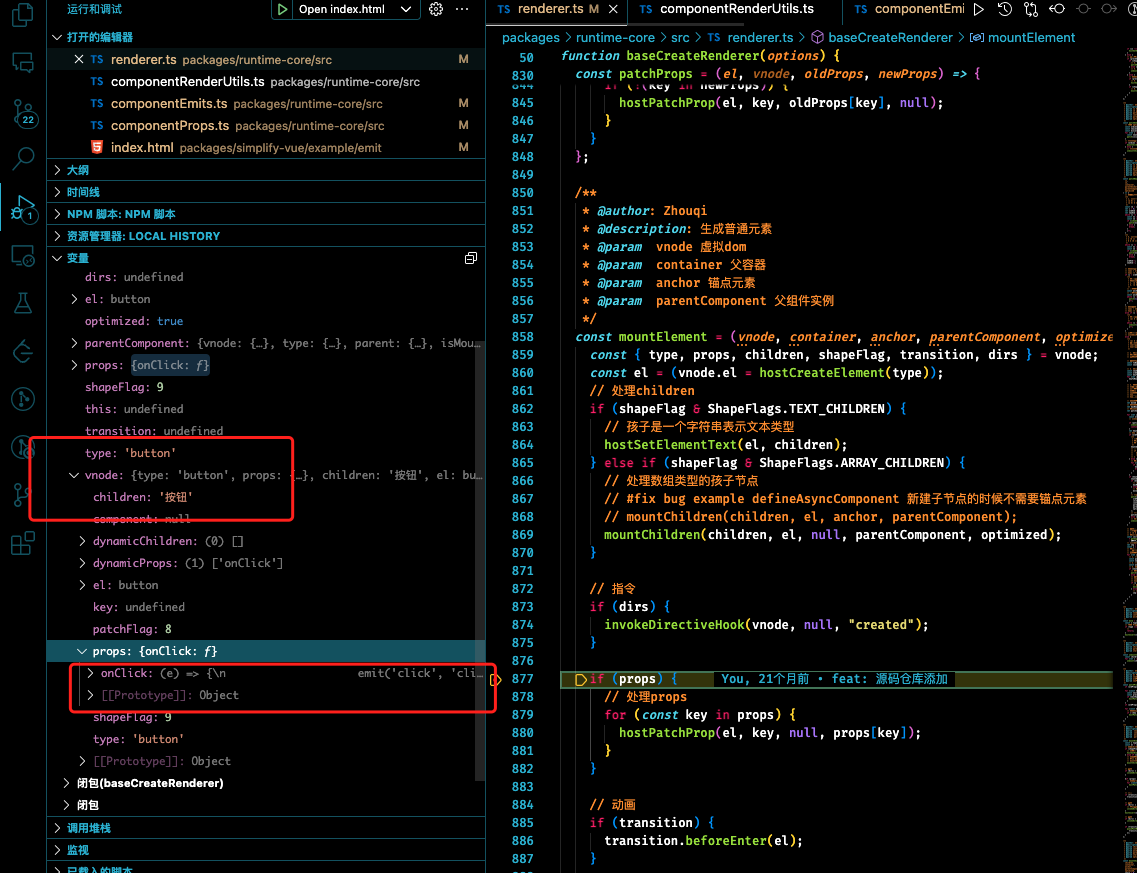 运行和调试
Open index.html
打开的编辑器
TS renderer.ts packages/runtime-core/src M
TS componentRenderUtils.ts packages/runtime-core/src
TS componentEmits.ts packages/runtime-core/src M
TS componentProps.ts packages/runtime-core/src M
index.html packages/simplify-vue/example/emit M
大纲
时间线
NPM 脚本: NPM 脚本
资源管理器: LOCAL HISTORY
变量
dirs: undefined
el: button
optimized: true
parentComponent: {vnode: {…}, type: {…}, parent: {…}, isMou…
props: {onClick: ƒ}
shapeFlag: 9
this: undefined
transition: undefined
type: 'button'
vnode: {type: 'button', props: {…}, children: '按钮', el: bu…
children: '按钮'
component: null
dynamicChildren: (0) []
dynamicProps: (1) ['onClick']
el: button
key: undefined
patchFlag: 8
props: {onClick: ƒ}
onClick: (e) => {\n emit('click', 'cli…
[[Prototype]]: Object
shapeFlag: 9
type: 'button'
[[Prototype]]: Object
闭包(baseCreateRenderer)
闭包
调用堆栈
监视
已载入的脚本
22
1
TS renderer.ts M
TS componentRenderUtils.ts
TS componentEmi
packages > runtime-core > src > TS renderer.ts > baseCreateRenderer > mountElement
50 function baseCreateRenderer(options) {
830 const patchProps = (el, vnode, oldProps, newProps) => {
844 if (!(key in newProps)) {
845 hostPatchProp(el, key, oldProps[key], null);
846 }
847 }
848 };
849
850 /**
851 * @author: Zhouqi
852 * @description: 生成普通元素
853 * @param vnode 虚拟dom
854 * @param container 父容器
855 * @param anchor 锚点元素
856 * @param parentComponent 父组件实例
857 */
858 const mountElement = (vnode, container, anchor, parentComponent, optimize
859 const { type, props, children, shapeFlag, transition, dirs } = vnode;
860 const el = (vnode.el = hostCreateElement(type));
861 // 处理children
862 if (shapeFlag & ShapeFlags.TEXT_CHILDREN) {
863 // 孩子是一个字符串表示文本类型
864 hostSetElementText(el, children);
865 } else if (shapeFlag & ShapeFlags.ARRAY_CHILDREN) {
866 // 处理数组类型的孩子节点
867 // #fix bug example defineAsyncComponent 新建子节点的时候不需要锚点元素
868 // mountChildren(children, el, anchor, parentComponent);
869 mountChildren(children, el, null, parentComponent, optimized);
870 }
871
872 // 指令
873 if (dirs) {
874 invokeDirectiveHook(vnode, null, "created");
875 }
876
877 if (props) { You, 21个月前 • feat: 源码仓库添加
878 // 处理props
879 for (const key in props) {
880 hostPatchProp(el, key, null, props[key]);
881 }
882 }
883
884 // 动画
885 if (transition) {
886 transition.beforeEnter(el);
887 }